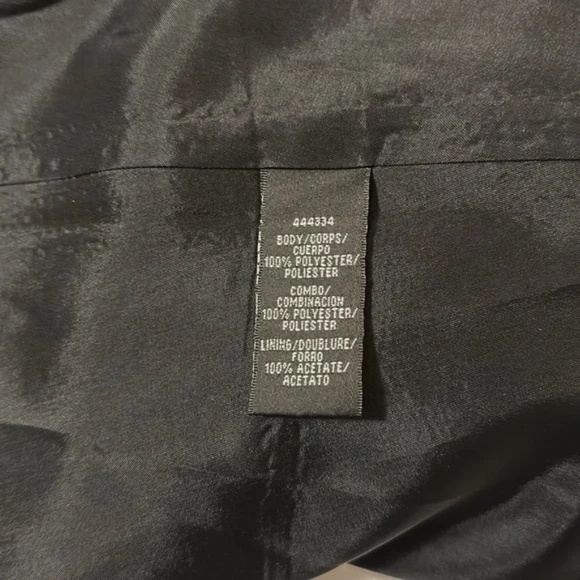 444334
BODY/CORPS/
CUERPO
100% POLYESTER/
POLIESTER
COMBO/
COMBINACION
100% POLYESTER/
POLIESTER
LINING/DOUBLURE/
FORRO
100% ACETATE/
ACETATO